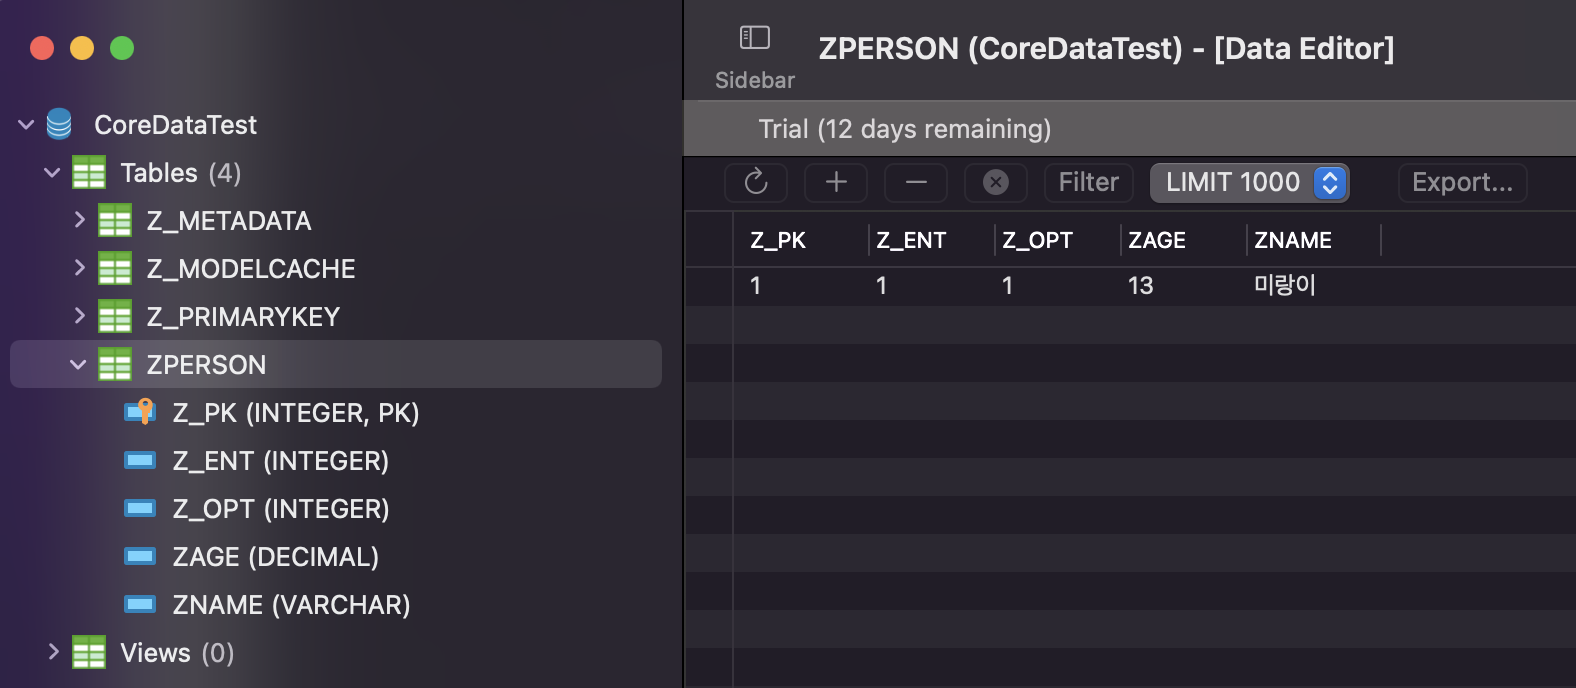 CoreDataTest
Tables (4)
Z_METADATA
Z_MODELCACHE
Z_PRIMARYKEY
ZPERSON
Z_PK (INTEGER, PK)
Z_ENT (INTEGER)
Z_OPT (INTEGER)
ZAGE (DECIMAL)
ZNAME (VARCHAR)
Views (0)
Sidebar
ZPERSON (CoreDataTest) - [Data Editor]
Trial (12 days remaining)
Filter LIMIT 1000 Export...
Z_PK Z_ENT Z_OPT ZAGE ZNAME
1 1 1 13 미랑이